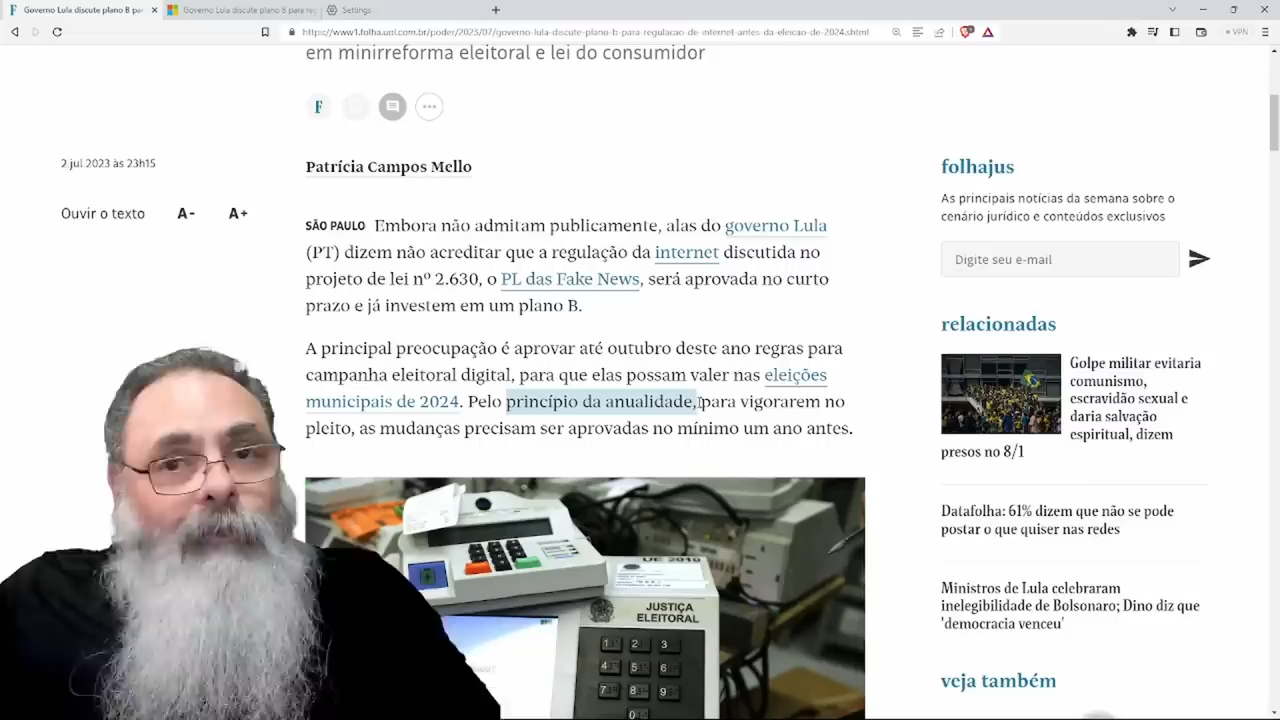 Governo Lula discute plano B pa
Governo Lula discute plano B para re
Settings
https://www1.folha.uol.com.br/poder/2023/07/governo-lula-discute-plano-b-para-regulacao-de-internet-antes-da-eleicao-de-2024.shtml
VPN
em minirreforma eleitoral e lei do consumidor
F
2 jul 2023 às 23h15
Ouvir o texto A- A+
Patrícia Campos Mello
SÃO PAULO Embora não admitam publicamente, alas do governo Lula
(PT) dizem não acreditar que a regulação da internet discutida no
projeto de lei nº 2.630, o PL das Fake News, será aprovada no curto
prazo e já investem em um plano B.
A principal preocupação é aprovar até outubro deste ano regras para
campanha eleitoral digital, para que elas possam valer nas eleições
municipais de 2024. Pelo princípio da anualidade, para vigorarem no
pleito, as mudanças precisam ser aprovadas no mínimo um ano antes.
JUSTIÇA
ELEITORAL
1 2 3
4 5 6
7 8 9
0
folhajus
As principais notícias da semana sobre o
cenário jurídico e conteúdos exclusivos
Digite seu e-mail
relacionadas
Golpe militar evitaria
comunismo,
escravidão sexual e
daria salvação
espiritual, dizem
presos no 8/1
Datafolha: 61% dizem que não se pode
postar o que quiser nas redes
Ministros de Lula celebraram
inelegibilidade de Bolsonaro; Dino diz que
'democracia venceu'
veja também